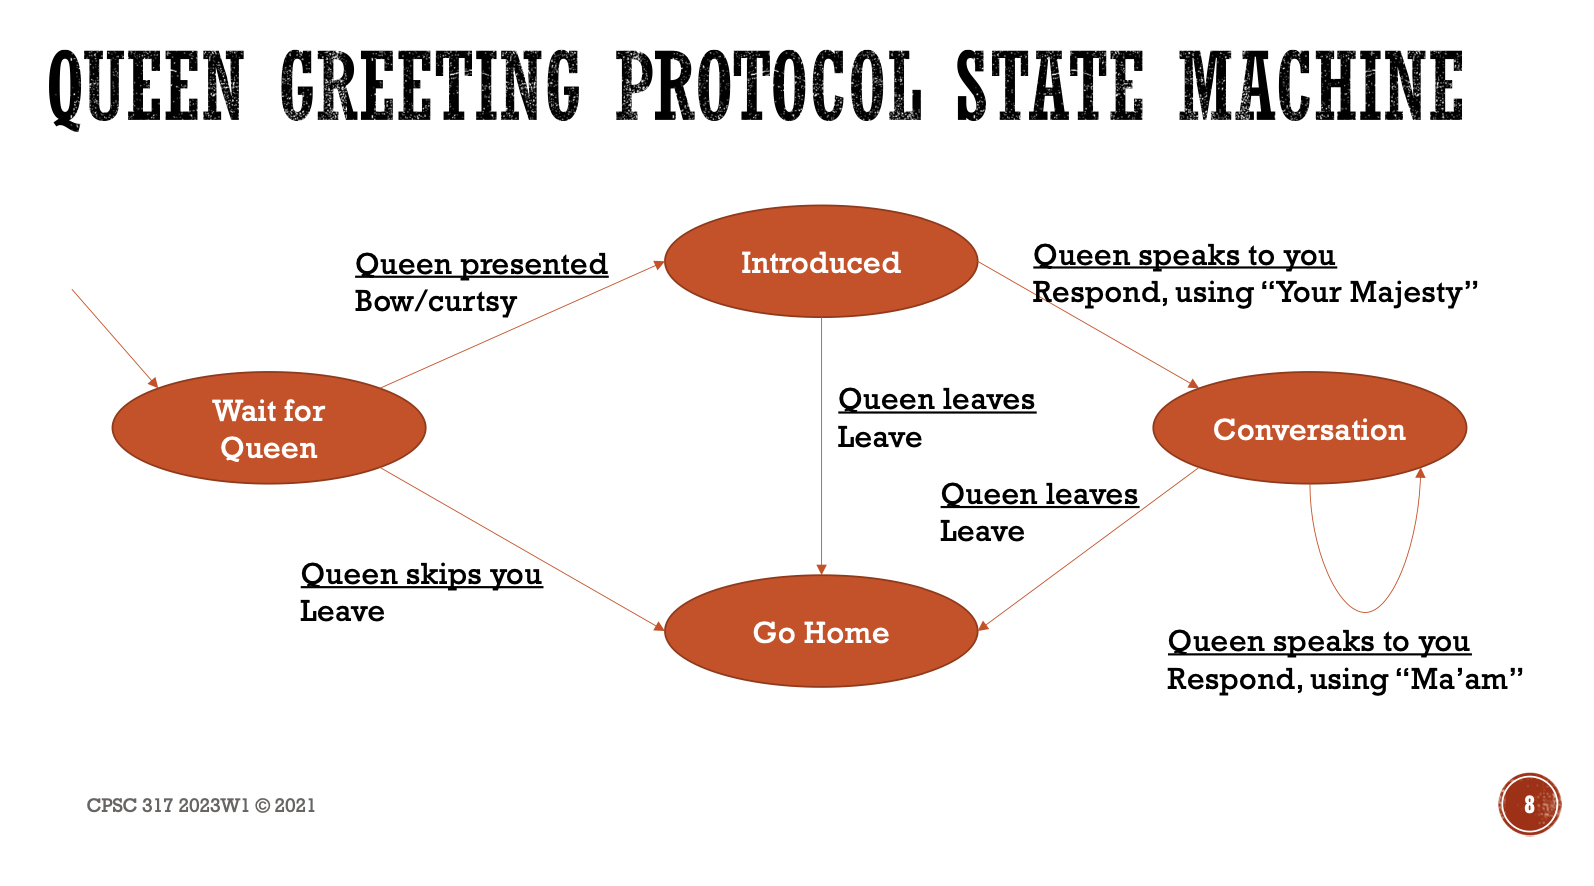 QUEEN GREETING PROTOCOL STATE MACHINE
Queen presented
Bow/curtsy
Introduced
Queen speaks to you
Respond, using “Your Majesty”
Wait for
Queen
Queen leaves
Leave
Conversation
Queen leaves
Leave
Queen skips you
Leave
Go Home
Queen speaks to you
Respond, using “Ma’am”
CPSC 317 2023W1 © 2021
8